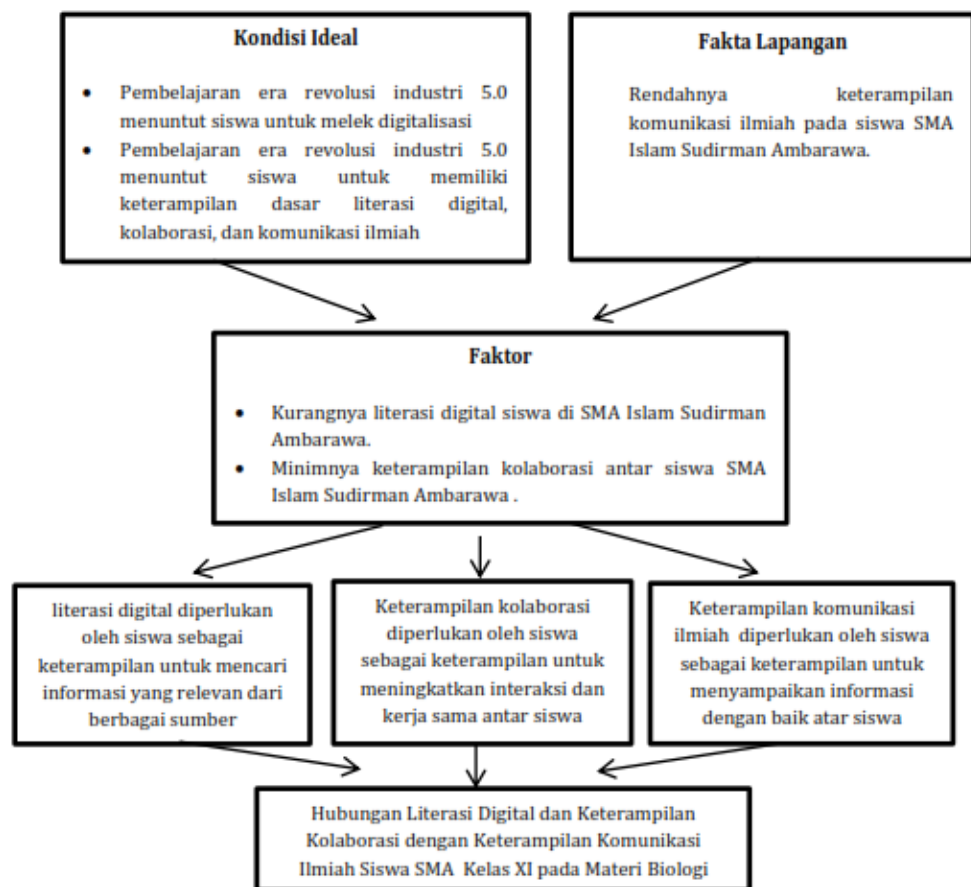 Kondisi Ideal
• Pembelajaran era revolusi industri 5.0
menuntut siswa untuk melek digitalisasi
• Pembelajaran era revolusi industri 5.0
menuntut siswa untuk memiliki
keterampilan dasar literasi digital,
kolaborasi, dan komunikasi ilmiah
Fakta Lapangan
Rendahnya keterampilan
komunikasi ilmiah pada siswa SMA
Islam Sudirman Ambarawa.
Faktor
• Kurangnya literasi digital siswa di SMA Islam Sudirman
Ambarawa.
• Minimnya keterampilan kolaborasi antar siswa SMA
Islam Sudirman Ambarawa .
literasi digital diperlukan
oleh siswa sebagai
keterampilan untuk mencari
informasi yang relevan dari
berbagai sumber
Keterampilan kolaborasi
diperlukan oleh siswa
sebagai keterampilan untuk
meningkatkan interaksi dan
kerja sama antar siswa
Keterampilan komunikasi
ilmiah diperlukan oleh siswa
sebagai keterampilan untuk
menyampaikan informasi
dengan baik atar siswa
Hubungan Literasi Digital dan Keterampilan
Kolaborasi dengan Keterampilan Komunikasi
Ilmiah Siswa SMA Kelas XI pada Materi Biologi